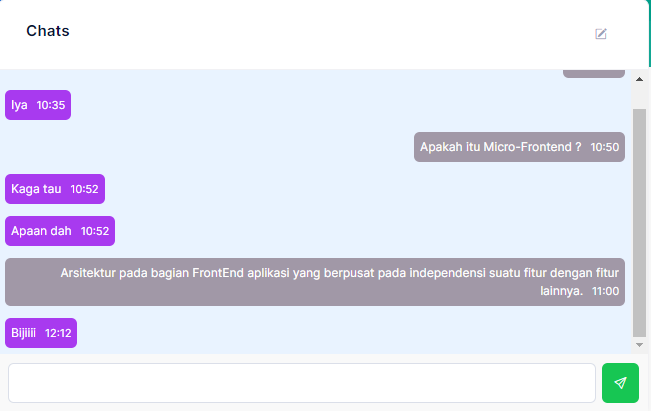 Chats
Iya 10:35
Apakah itu Micro-Frontend ? 10:50
Kaga tau 10:52
Apaan dah 10:52
Arsitektur pada bagian FrontEnd aplikasi yang berpusat pada independensi suatu fitur dengan fitur
lainnya. 11:00
Bijiiii 12:12